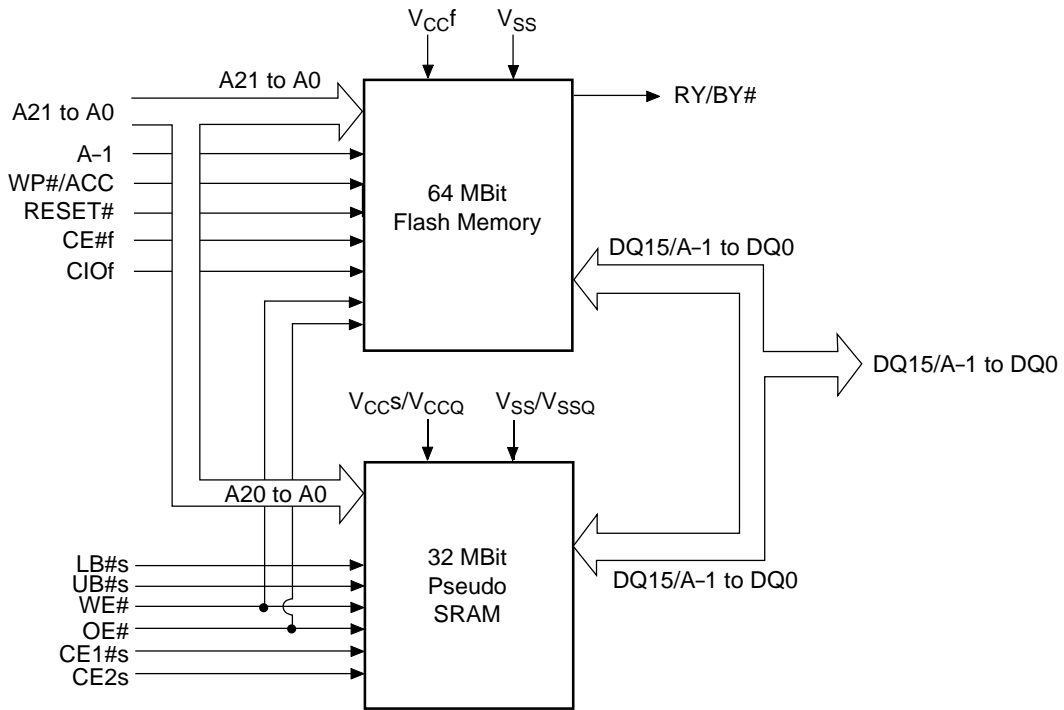 VCCf
VSS
A21 to A0
A21 to A0
RY/BY#
A–1
WP#/ACC
RESET#
CE#f
CIOf
64 MBit
Flash Memory
DQ15/A–1 to DQ0
DQ15/A–1 to DQ0
VCCs/VCCQ
VSS/VSSQ
A20 to A0
LB#s
UB#s
WE#
OE#
CE1#s
CE2s
32 MBit
Pseudo
SRAM
DQ15/A–1 to DQ0